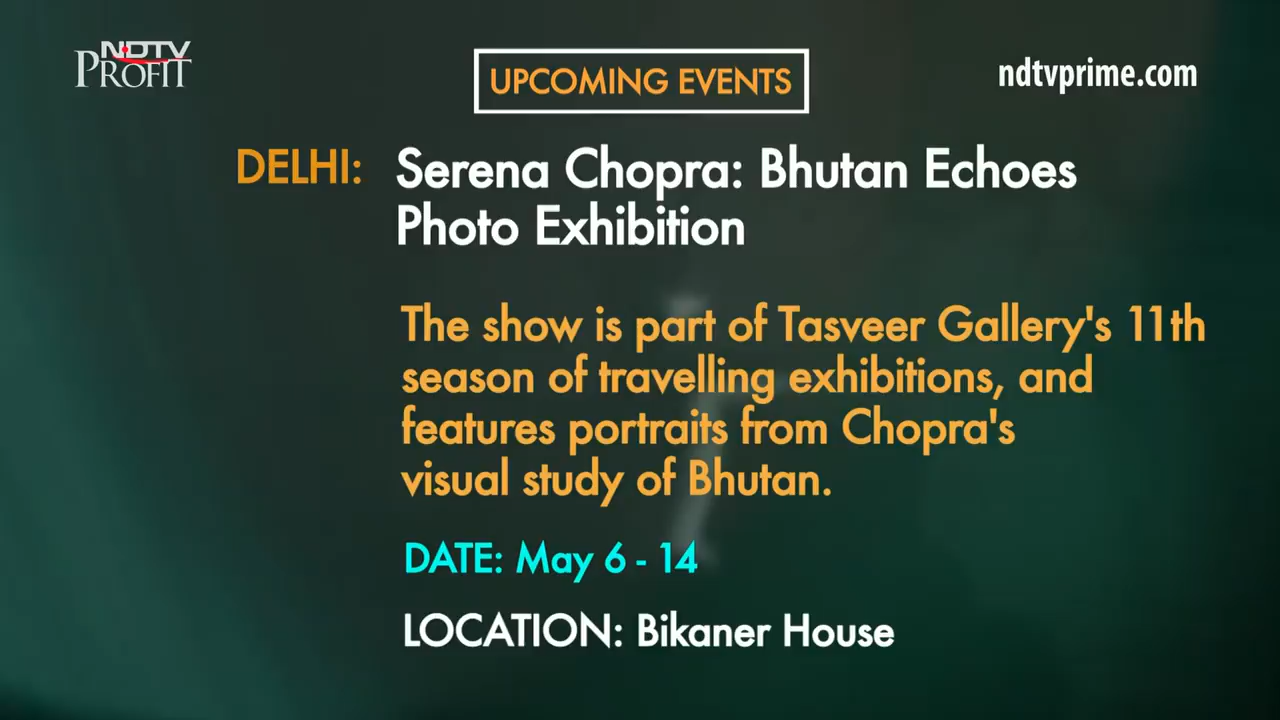 NDTV
PROFIT
UPCOMING EVENTS
ndtvprime.com
DELHI: Serena Chopra: Bhutan Echoes
Photo Exhibition
The show is part of Tasveer Gallery's 11th
season of travelling exhibitions, and
features portraits from Chopra's
visual study of Bhutan.
DATE: May 6 - 14
LOCATION: Bikaner House